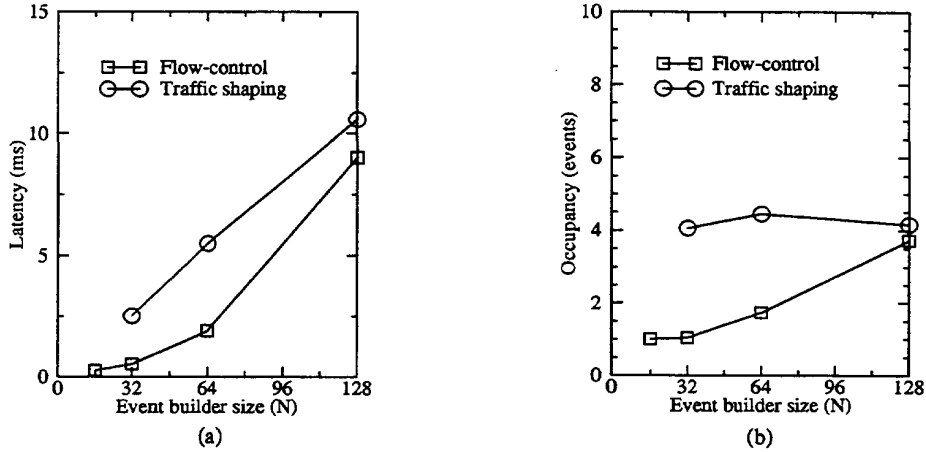 15
10
5
0
Latency (ms)
Flow-control
Traffic shaping
0 32 64 96 128
Event builder size (N)
(a)
10
8
6
4
2
0
Occupancy (events)
Flow-control
Traffic shaping
0 32 64 96 128
Event builder size (N)
(b)